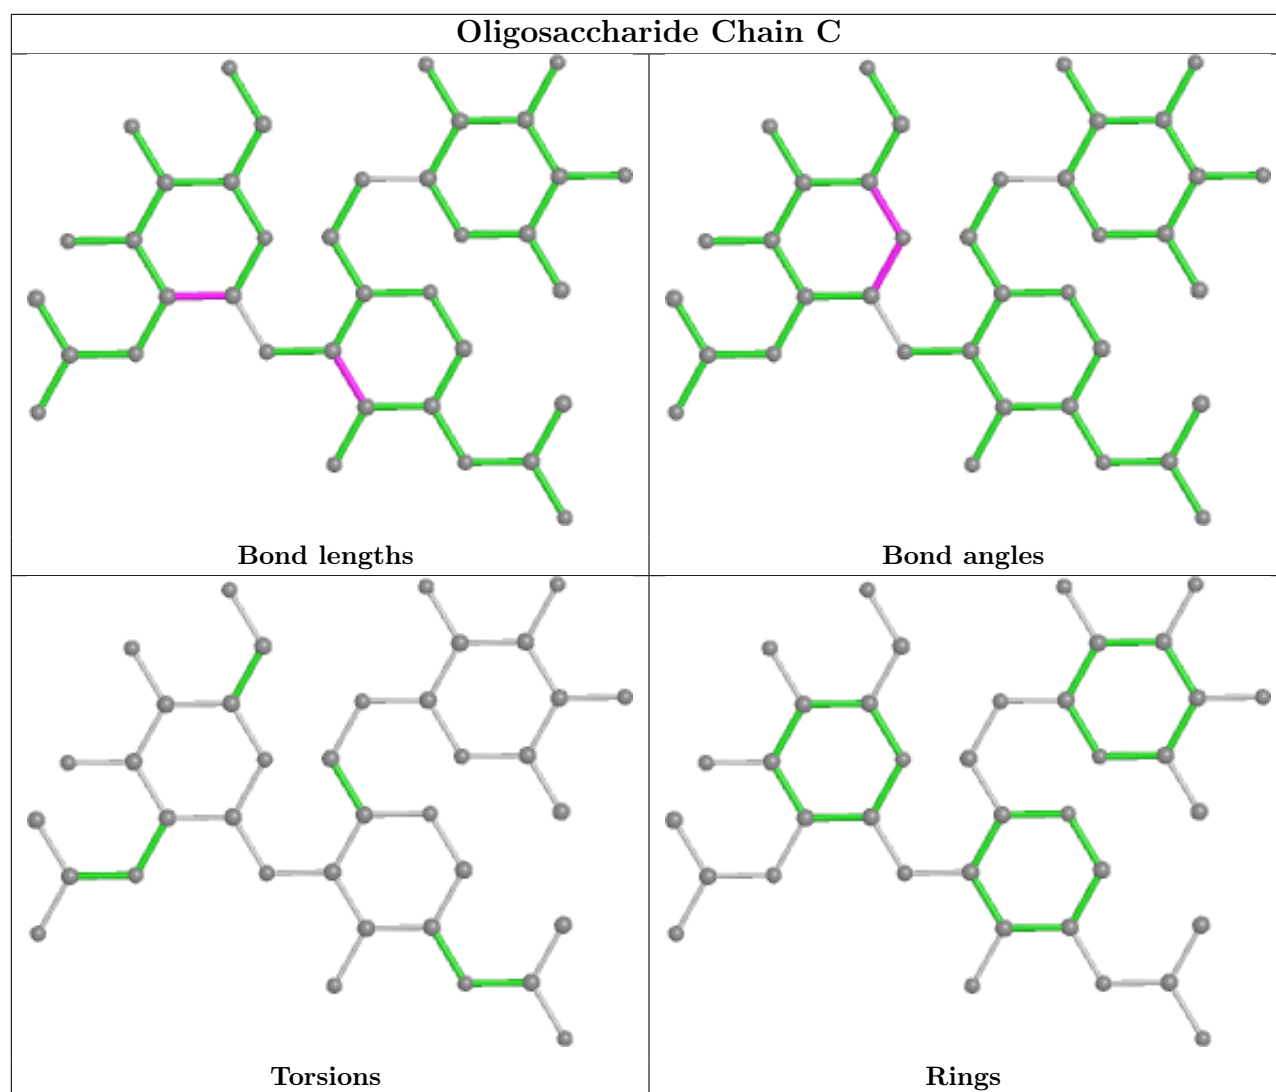 Oligosaccharide Chain C
Bond lengths
Bond angles
Torsions
Rings